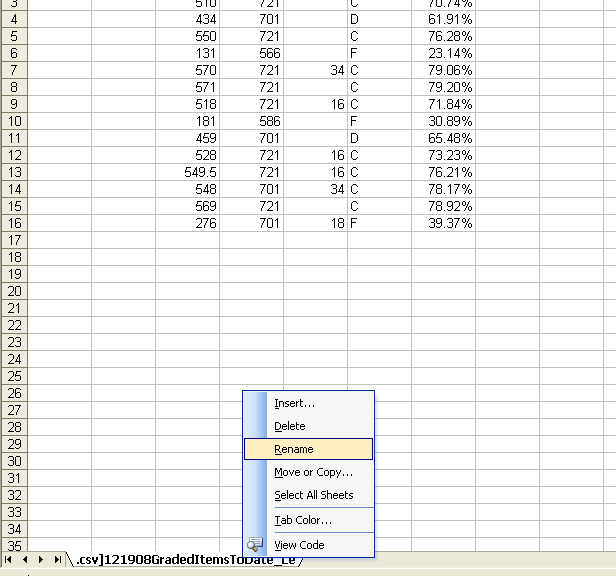 3 510 721 C 70.74%
4 434 701 D 61.91%
5 550 721 C 76.28%
6 131 566 F 23.14%
7 570 721 34 C 79.06%
8 571 721 C 79.20%
9 518 721 16 C 71.84%
10 181 586 F 30.89%
11 459 701 D 65.48%
12 528 721 16 C 73.23%
13 549.5 721 16 C 76.21%
14 548 701 34 C 78.17%
15 569 721 C 78.92%
16 276 701 18 F 39.37%
17
18
19
20
21
22
23
24
25
26
27
28
29
30
31
32
33
34
35
Insert...
Delete
Rename
Move or Copy...
Select All Sheets
Tab Color...
View Code
.csv]121908GradedItemsToDate_Le